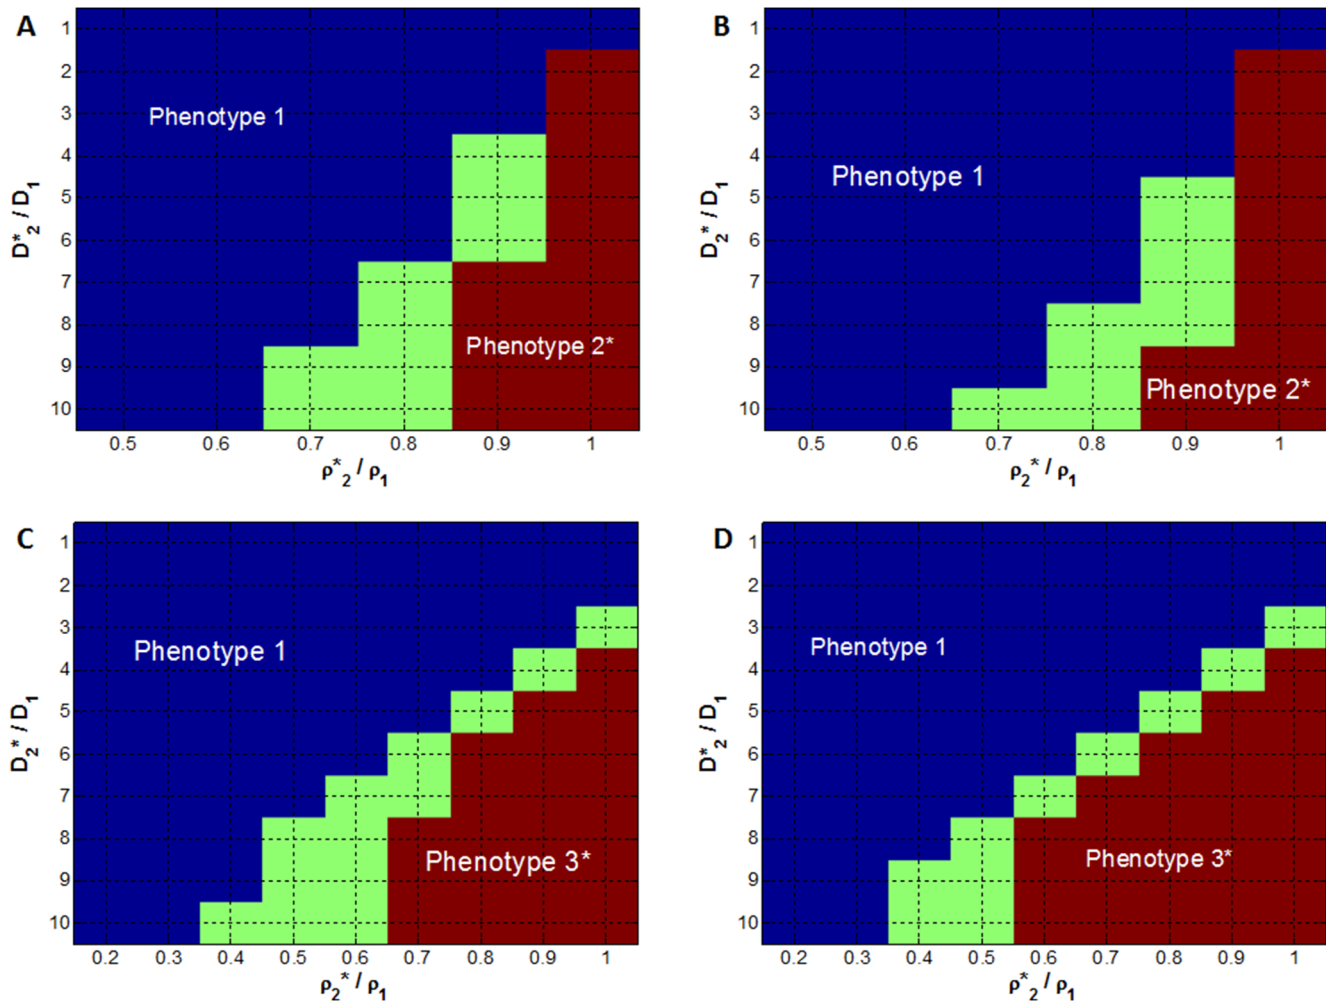 A
1
2
3
4
5
6
7
8
9
10
D*2 / D1
Phenotype 1
Phenotype 2*
0.5 0.6 0.7 0.8 0.9 1
ρ*2 / ρ1
B
1
2
3
4
5
6
7
8
9
10
D2* / D1
Phenotype 1
Phenotype 2*
0.5 0.6 0.7 0.8 0.9 1
ρ2* / ρ1
C
1
2
3
4
5
6
7
8
9
10
D2* / D1
Phenotype 1
Phenotype 3*
0.2 0.3 0.4 0.5 0.6 0.7 0.8 0.9 1
ρ2* / ρ1
D
1
2
3
4
5
6
7
8
9
10
D*2 / D1
Phenotype 1
Phenotype 3*
0.2 0.3 0.4 0.5 0.6 0.7 0.8 0.9 1
ρ*2 / ρ1